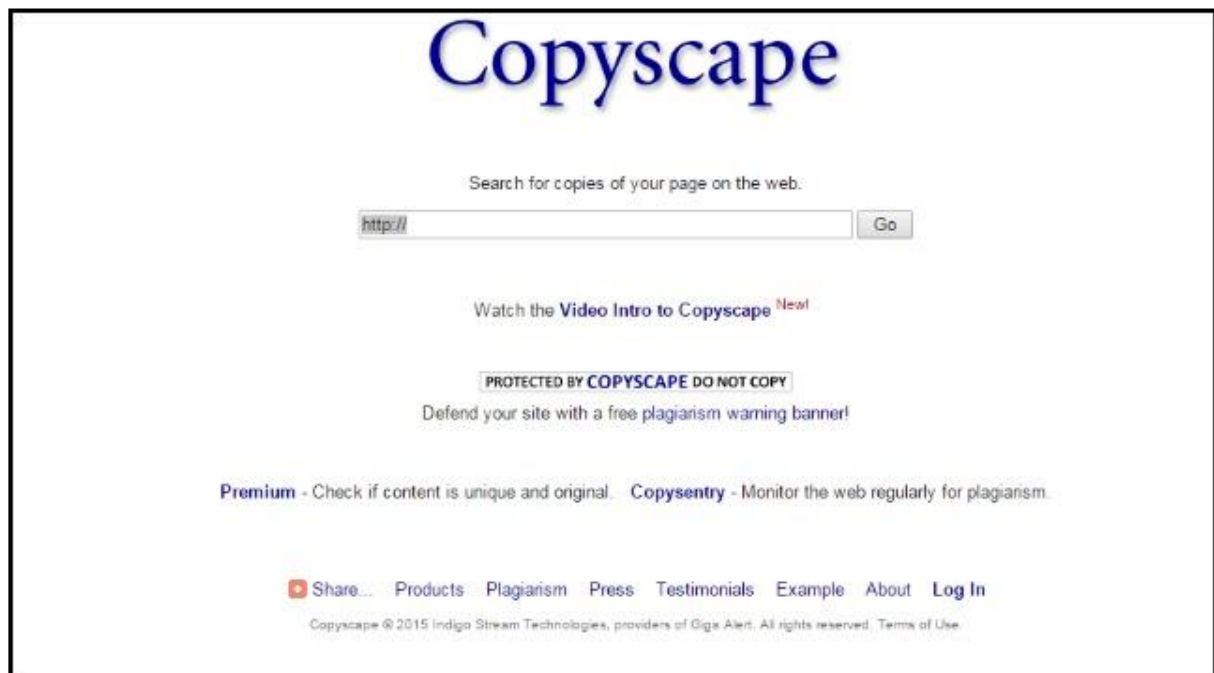 Copyscape
Search for copies of your page on the web.
http:// Go
Watch the Video Intro to Copyscape New!
PROTECTED BY COPYSCAPE DO NOT COPY
Defend your site with a free plagiarism warning banner!
Premium - Check if content is unique and original. Copysentry - Monitor the web regularly for plagiarism.
Share... Products Plagiarism Press Testimonials Example About Log In
Copyscape © 2015 Indigo Stream Technologies, providers of Giga Alert. All rights reserved. Terms of Use.